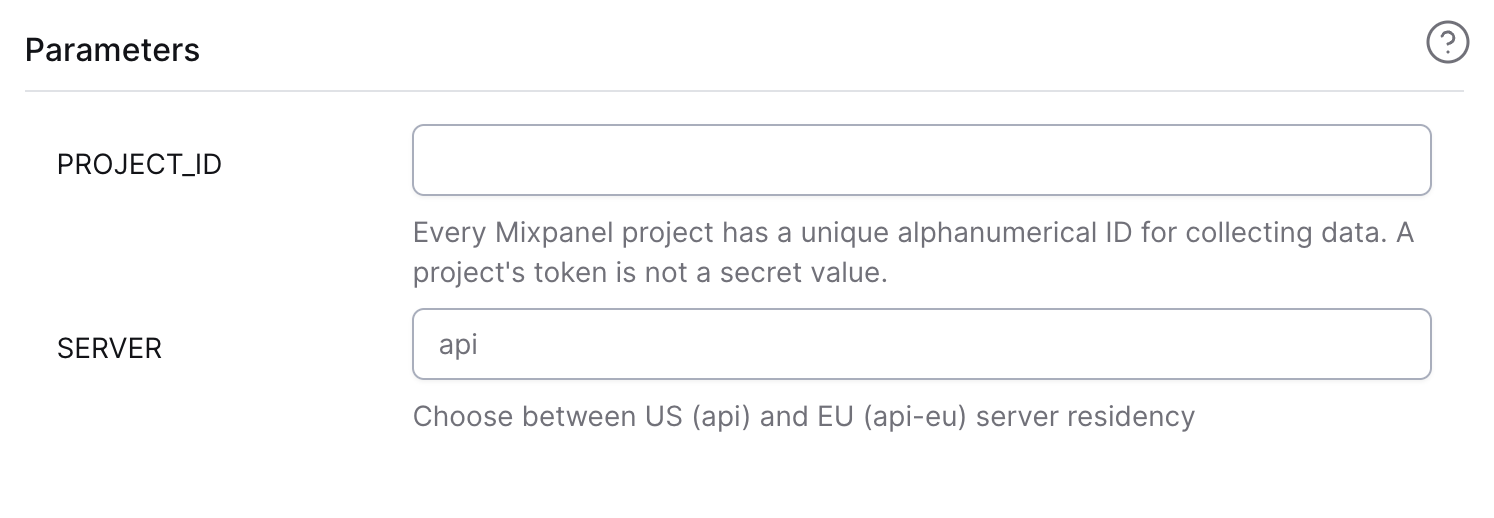 Parameters
PROJECT_ID
Every Mixpanel project has a unique alphanumerical ID for collecting data. A
project's token is not a secret value.
SERVER
api
Choose between US (api) and EU (api-eu) server residency